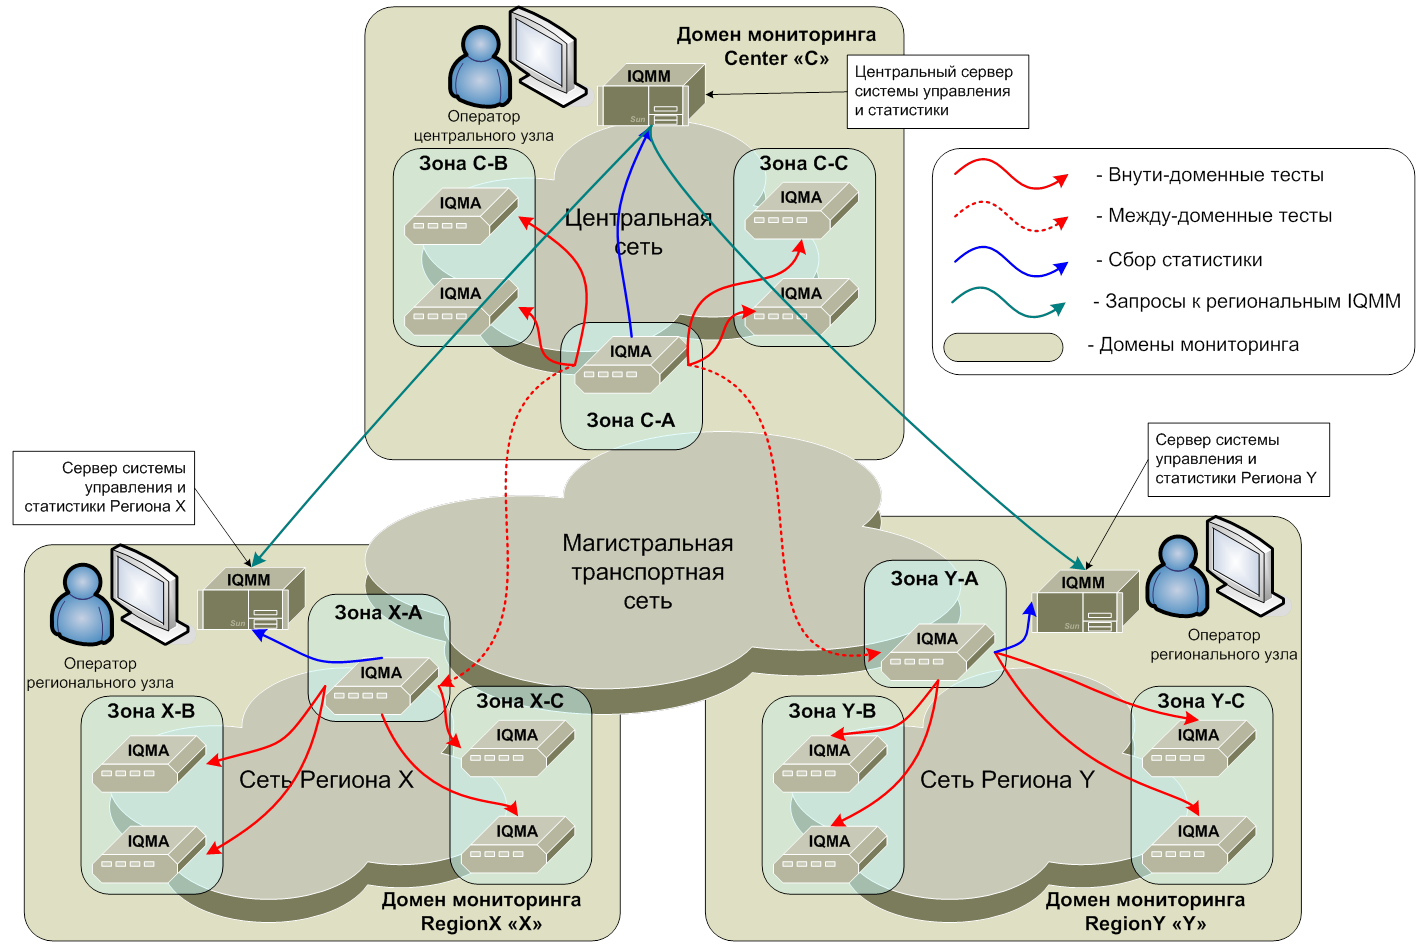 Домен мониторинга
Center «C»
IQMM
Sun
Оператор
центрального узла
Центральный сервер
системы управления
и статистики
Зона C-B
IQMA
IQMA
Зона C-C
IQMA
IQMA
Центральная
сеть
IQMA
Зона C-A
- Внути-доменные тесты
- Между-доменные тесты
- Сбор статистики
- Запросы к региональным IQMM
- Домены мониторинга
Сервер системы
управления и
статистики Региона X
Сервер системы
управления и
статистики Региона Y
Магистральная
транспортная
сеть
IQMM
Sun
Оператор
регионального узла
Зона X-A
IQMA
Зона X-B
IQMA
IQMA
Зона X-C
IQMA
IQMA
Сеть Региона X
Домен мониторинга
RegionX «X»
Зона Y-A
IQMA
IQMM
Sun
Оператор
регионального узла
Зона Y-B
IQMA
IQMA
Зона Y-C
IQMA
IQMA
Сеть Региона Y
Домен мониторинга
RegionY «Y»